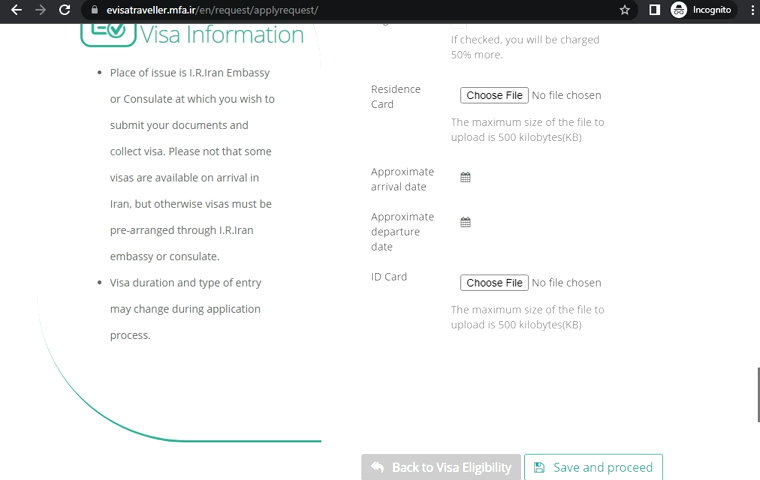 evisatraveller.mfa.ir/en/request/applyrequest/
Incognito
Visa Information
Place of issue is I.R.Iran Embassy
or Consulate at which you wish to
submit your documents and
collect visa. Please not that some
visas are available on arrival in
Iran, but otherwise visas must be
pre-arranged through I.R.Iran
embassy or consulate.
Visa duration and type of entry
may change during application
process.
If checked, you will be charged
50% more.
Residence
Card
Choose File No file chosen
The maximum size of the file to
upload is 500 kilobytes(KB)
Approximate
arrival date
Approximate
departure
date
ID Card
Choose File No file chosen
The maximum size of the file to
upload is 500 kilobytes(KB)
Back to Visa Eligibility
Save and proceed